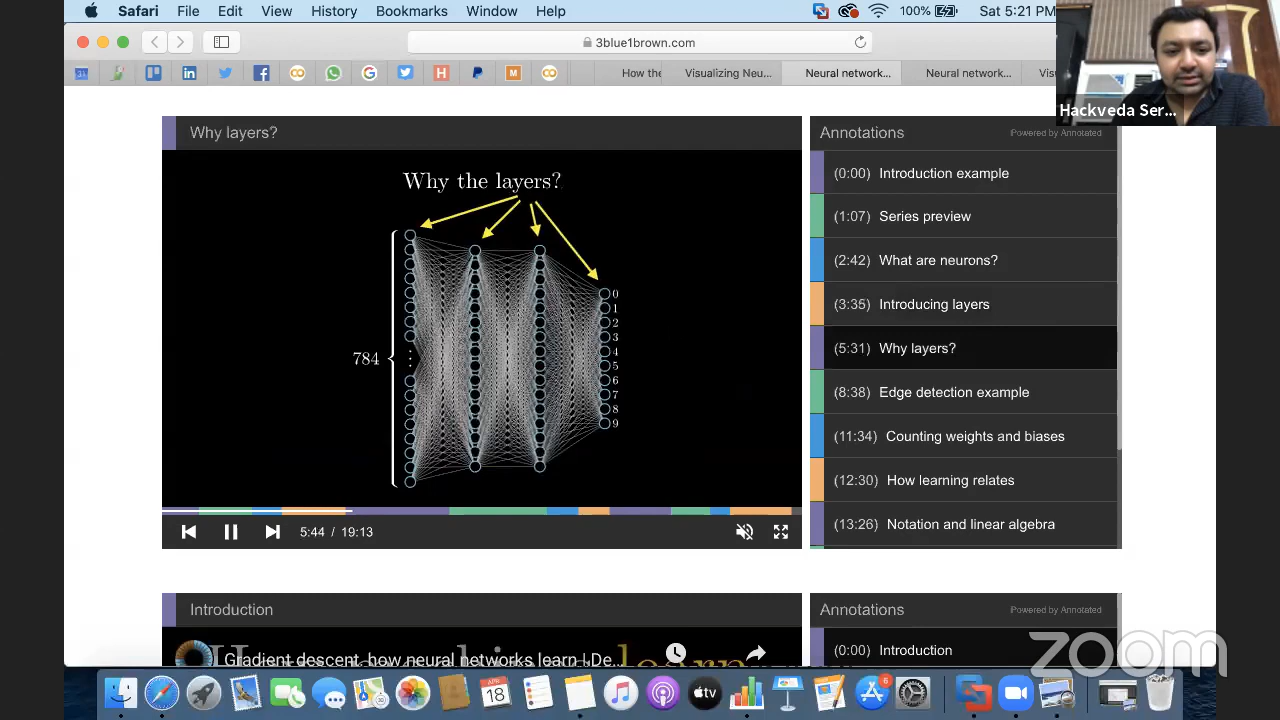 Safari File Edit View History Bookmarks Window Help 100% Sat 5:21 PM
3blue1brown.com
31 H M How the Visualizing Neu... Neural network... Neural network... Vis
Hackveda Ser...
Why layers?
Why the layers?
784
0
1
2
3
4
5
6
7
8
9
5:44 / 19:13
Annotations Powered by Annotated
(0:00) Introduction example
(1:07) Series preview
(2:42) What are neurons?
(3:35) Introducing layers
(5:31) Why layers?
(8:38) Edge detection example
(11:34) Counting weights and biases
(12:30) How learning relates
(13:26) Notation and linear algebra
Introduction
Gradient descent, how neural networks learn | De...
Annotations Powered by Annotated
(0:00) Introduction
zoom
APR
18
tv
6